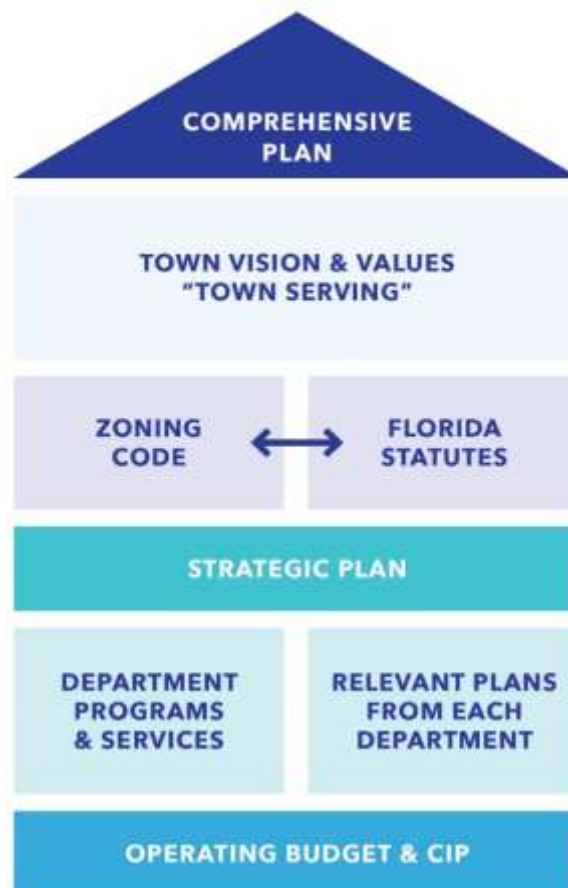 COMPREHENSIVE
PLAN
TOWN VISION & VALUES
"TOWN SERVING"
ZONING
CODE
FLORIDA
STATUTES
STRATEGIC PLAN
DEPARTMENT
PROGRAMS
& SERVICES
RELEVANT PLANS
FROM EACH
DEPARTMENT
OPERATING BUDGET & CIP